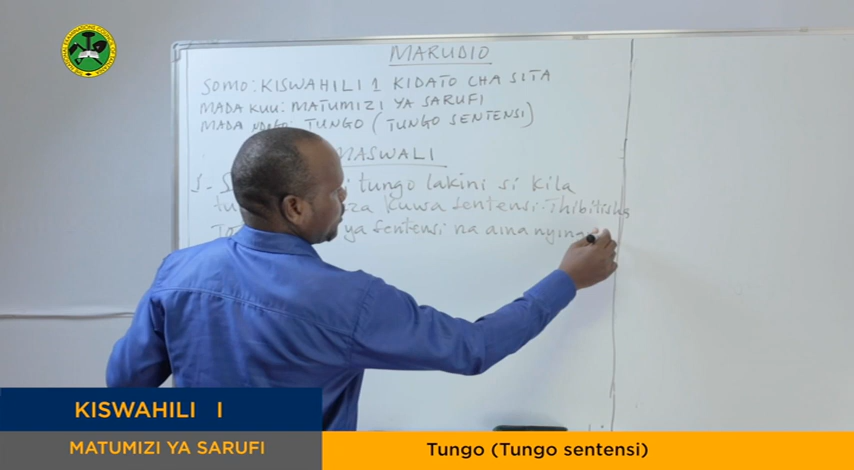 MARUDIO
SOMO: KISWAHILI 1 KIDATO CHA SITA
MADA KUU: MATUMIZI YA SARUFI
MADA NDOGO: TUNGO (TUNGO SENTENSI)
MASWALI
tungo lakini si kila
kuwa sentensi. Thibitisha
ya sentensi na aina nyingine
KISWAHILI I
MATUMIZI YA SARUFI
Tungo (Tungo sentensi)